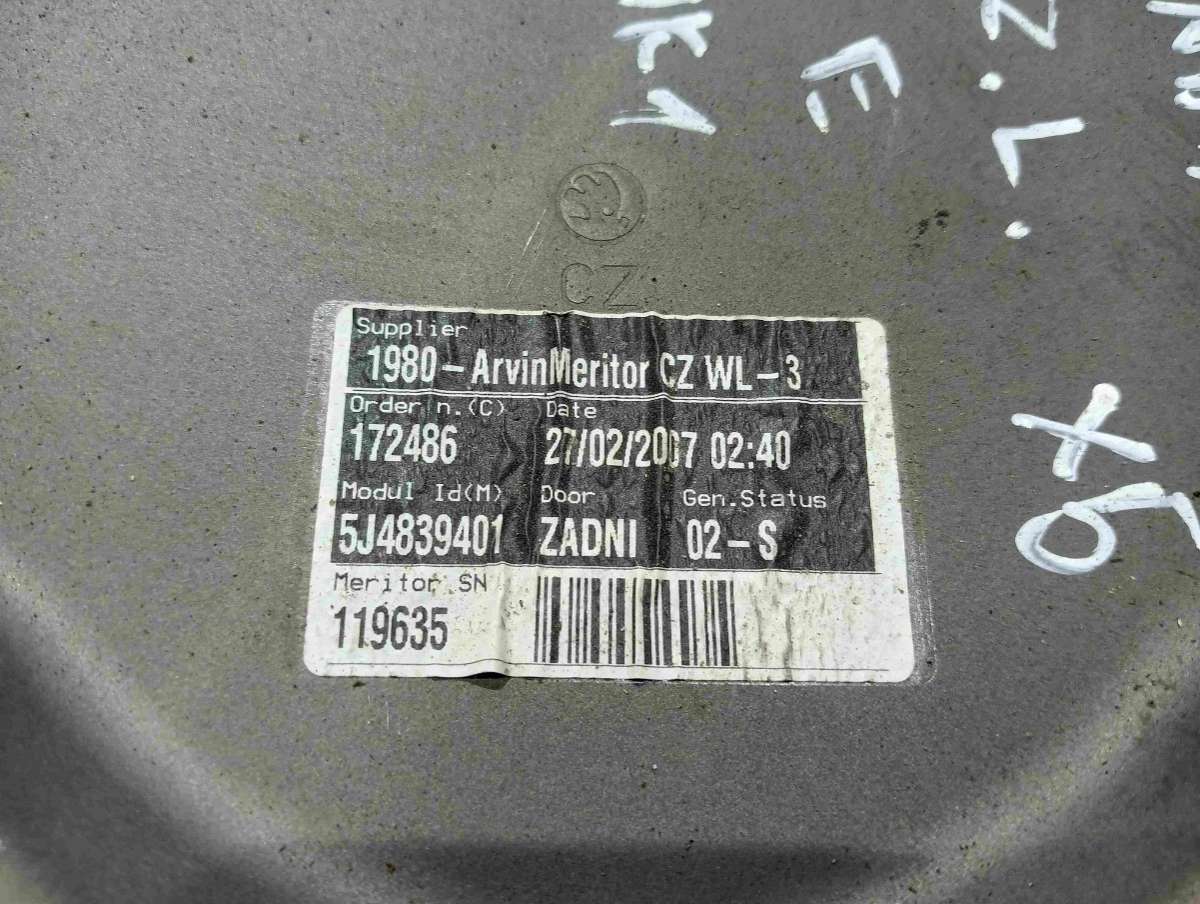 CZ
Supplier
1980-ArvinMeritor CZ WL-3
Order n.(C) Date
172486 27/02/2007 02:40
Modul Id(M) Door Gen.Status
5J4839401 ZADNI 02-S
Meritor SN
119635
Z.L.